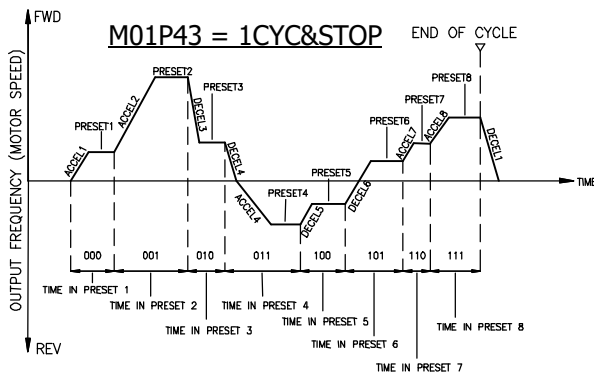 FWD
M01P43 = 1CYC&STOP
END OF CYCLE
OUTPUT FREQUENCY (MOTOR SPEED)
ACCEL1
PRESET1
ACCEL2
PRESET2
DECEL3
PRESET3
DECEL4
ACCEL4
PRESET4
DECEL5
PRESET5
DECEL6
PRESET6
ACCEL7
PRESET7
ACCEL8
PRESET8
DECEL1
TIME
000
001
010
011
100
101
110
111
TIME IN PRESET 1
TIME IN PRESET 2
TIME IN PRESET 3
TIME IN PRESET 4
TIME IN PRESET 5
TIME IN PRESET 6
TIME IN PRESET 7
TIME IN PRESET 8
REV